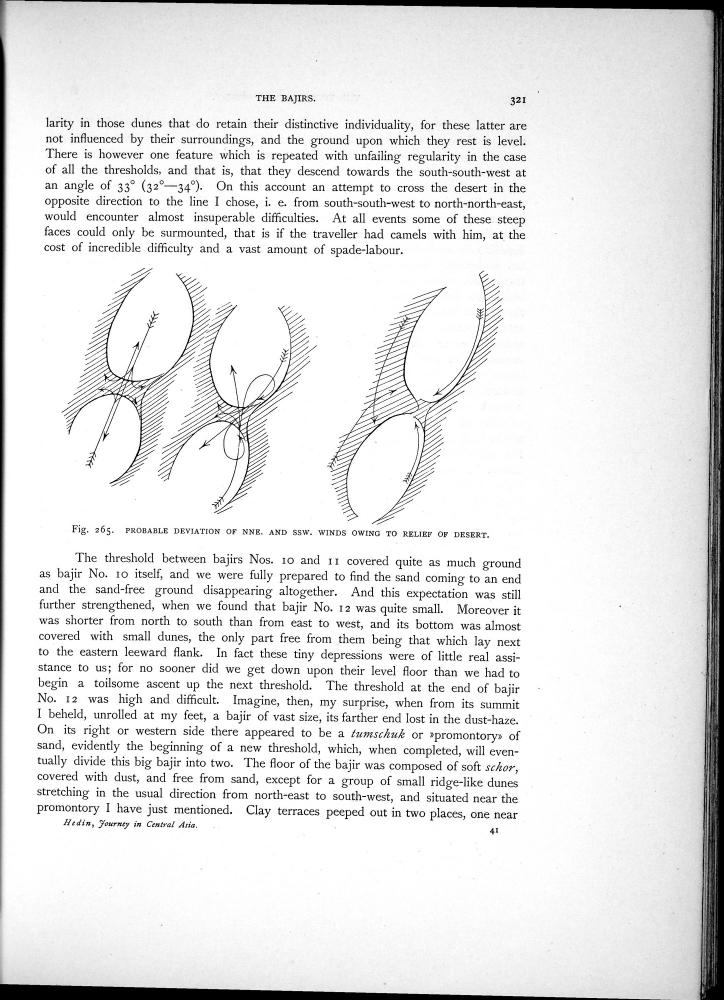 THE BAJIRS.
321
larity in those dunes that do retain their distinctive individuality, for these latter are
not influenced by their surroundings, and the ground upon which they rest is level.
There is however one feature which is repeated with unfailing regularity in the case
of all the thresholds, and that is, that they descend towards the south-south-west at
an angle of 33° (32°—34°). On this account an attempt to cross the desert in the
opposite direction to the line I chose, i. e. from south-south-west to north-north-east,
would encounter almost insuperable difficulties. At all events some of these steep
faces could only be surmounted, that is if the traveller had camels with him, at the
cost of incredible difficulty and a vast amount of spade-labour.
Fig. 265. PROBABLE DEVIATION OF NNE. AND SSW. WINDS OWING TO RELIEF OF DESERT.
The threshold between bajirs Nos. 10 and 11 covered quite as much ground
as bajir No. 10 itself, and we were fully prepared to find the sand coming to an end
and the sand-free ground disappearing altogether. And this expectation was still
further strengthened, when we found that bajir No. 12 was quite small. Moreover it
was shorter from north to south than from east to west, and its bottom was almost
covered with small dunes, the only part free from them being that which lay next
to the eastern leeward flank. In fact these tiny depressions were of little real assi-
stance to us; for no sooner did we get down upon their level floor than we had to
begin a toilsome ascent up the next threshold. The threshold at the end of bajir
No. 12 was high and difficult. Imagine, then, my surprise, when from its summit
I beheld, unrolled at my feet, a bajir of vast size, its farther end lost in the dust-haze.
On its right or western side there appeared to be a tumschuk or »promontory» of
sand, evidently the beginning of a new threshold, which, when completed, will even-
tually divide this big bajir into two. The floor of the bajir was composed of soft schor,
covered with dust, and free from sand, except for a group of small ridge-like dunes
stretching in the usual direction from north-east to south-west, and situated near the
promontory I have just mentioned. Clay terraces peeped out in two places, one near
Hedin, Journey in Central Asia.
41